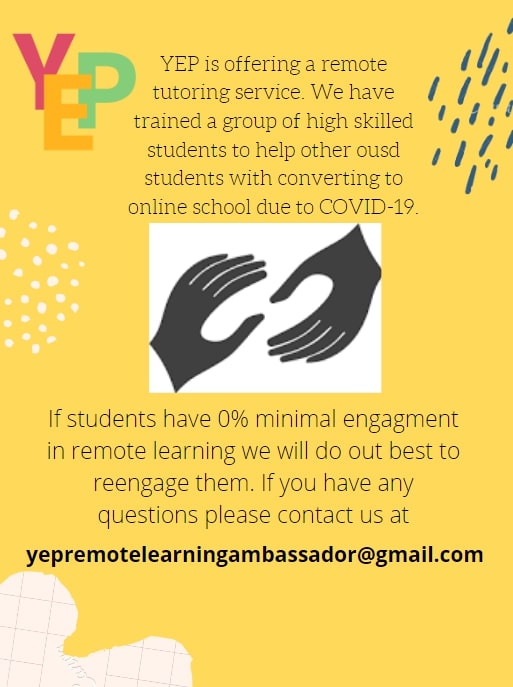 YEP
YEP is offering a remote
tutoring service. We have
trained a group of high skilled
students to help other ousd
students with converting to
online school due to COVID-19.
If students have 0% minimal engagment
in remote learning we will do out best to
reengage them. If you have any
questions please contact us at
yepremotelearningambassador@gmail.com